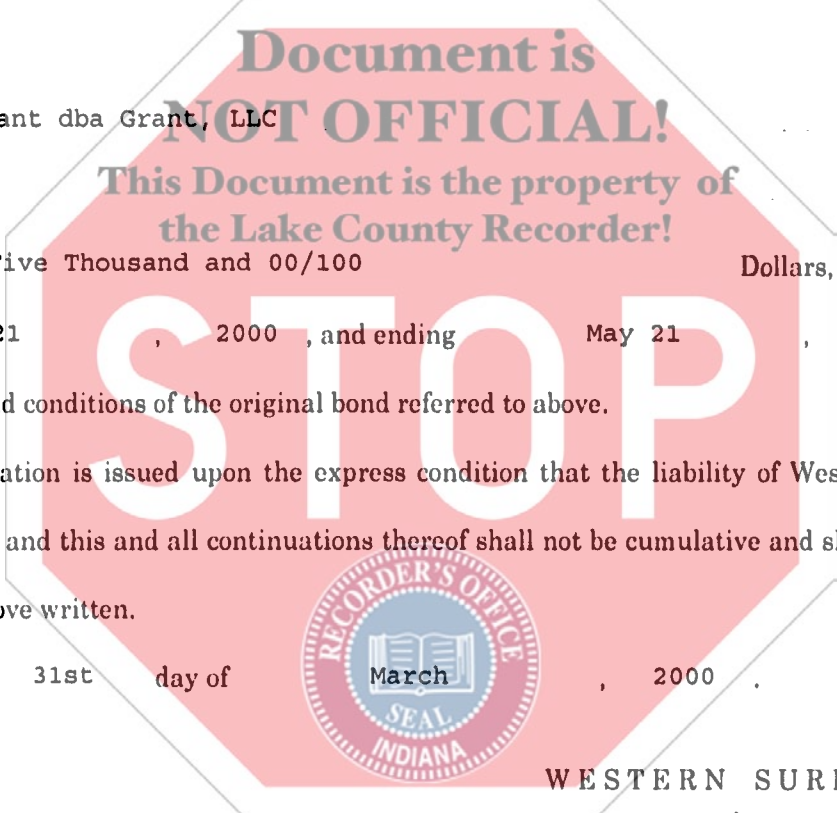 Document is
NOT OFFICIAL!
ant dba Grant, LLC
This Document is the property of
the Lake County Recorder!
ive Thousand and 00/100 Dollars,
21 , 2000 , and ending May 21 ,
d conditions of the original bond referred to above.
ation is issued upon the express condition that the liability of Wes
and this and all continuations thereof shall not be cumulative and s
ove written.
31st day of March , 2000 .
STOP
RECORDER'S OFFICE
SEAL
INDIANA
WESTERN SUR